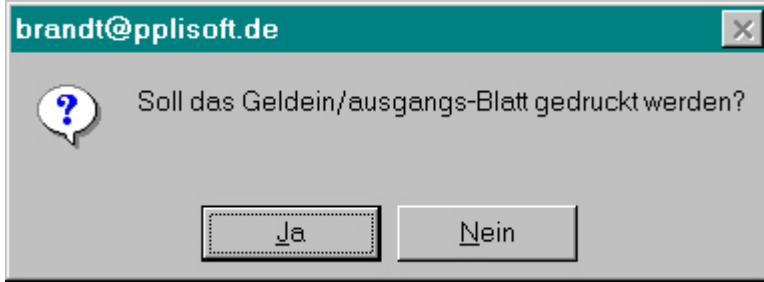 brandt@pplisoft.de
Soll das Geldein/ausgangs-Blatt gedruckt werden?
Ja
Nein